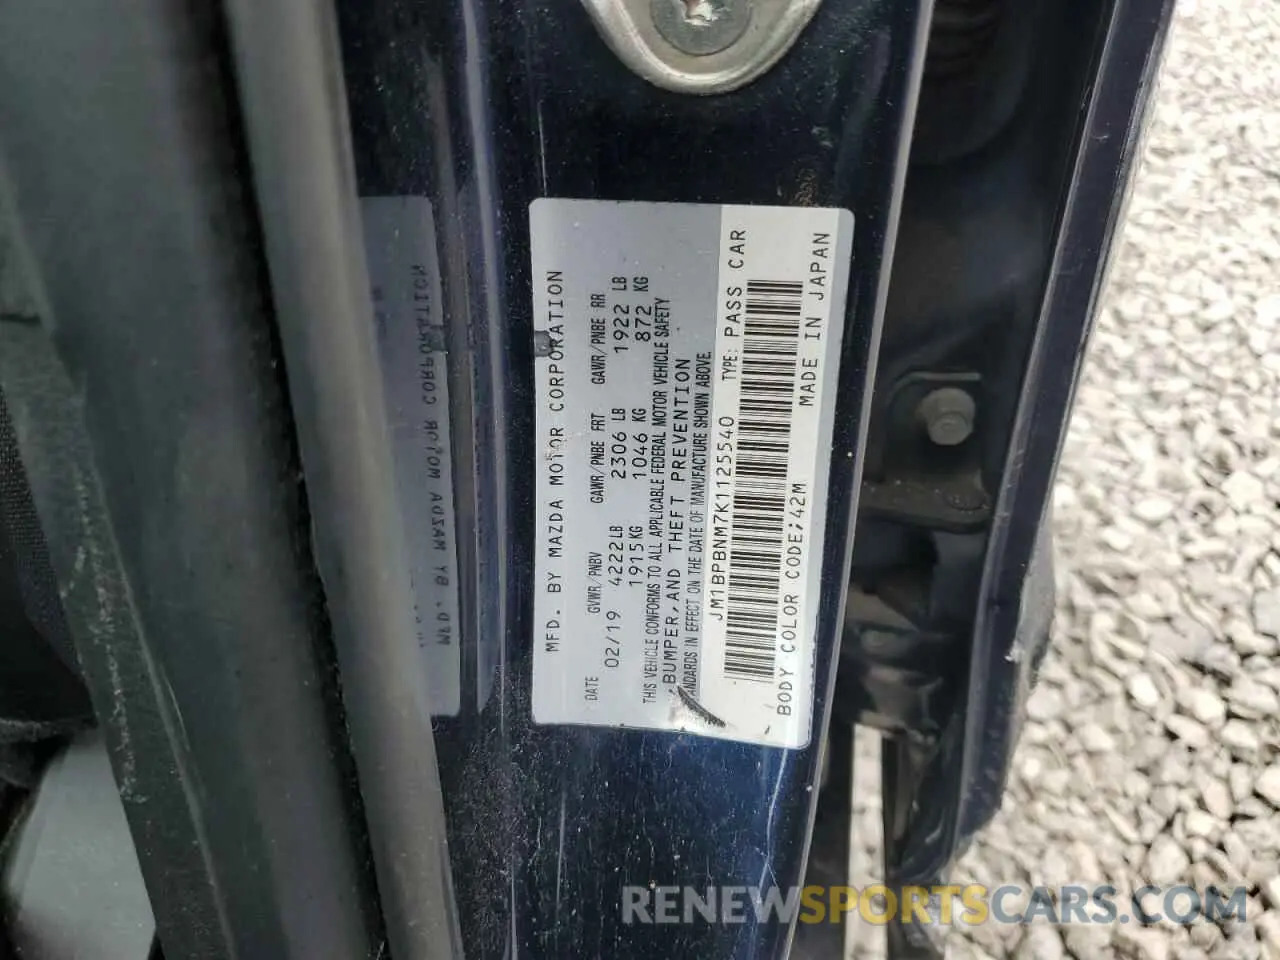 MFD. BY MAZDA MOTOR CORPORATION
DATE GVWR/PNBV GAWR/PNBE FRT GAWR/PNBE RR
02/19 4222LB 2306 LB 1922 LB
1915KG 1046 KG 872 KG
THIS VEHICLE CONFORMS TO ALL APPLICABLE FEDERAL MOTOR VEHICLE SAFETY
,BUMPER,AND THEFT PREVENTION
IN EFFECT ON THE DATE OF MANUFACTURE SHOWN ABOVE.
JM1BPBNM7K1125540 TYPE: PASS CAR
BODY COLOR CODE;42M MADE IN JAPAN
RENEWSPORTSCARS.COM